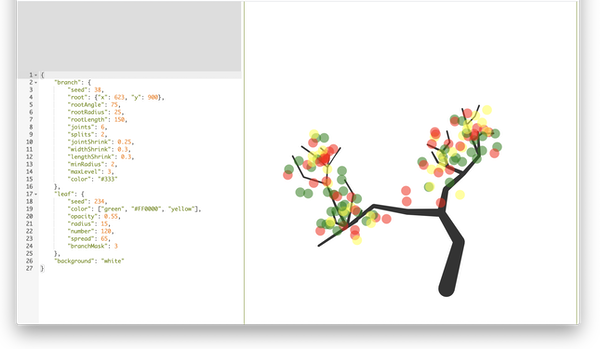 1 {
2 "branch": {
3 "seed": 38,
4 "root": {"x": 623, "y": 900},
5 "rootAngle": 75,
6 "rootRadius": 25,
6 "rootLength": 150,
8 "joints": 6,
9 "splits": 2,
10 "jointShrink": 0.25,
11 "widthShrink": 0.3,
12 "lengthShrink": 0.3,
13 "minRadius": 2,
14 "maxLevel": 3,
15 "color": "#333"
16 },
17 "leaf": {
18 "seed": 234,
19 "color": ["green", "#FF0000", "yellow"],
20 "opacity": 0.55,
21 "radius": 15,
22 "number": 120,
23 "spread": 65,
24 "branchMask": 3
25 },
26 "background": "white"
27 }